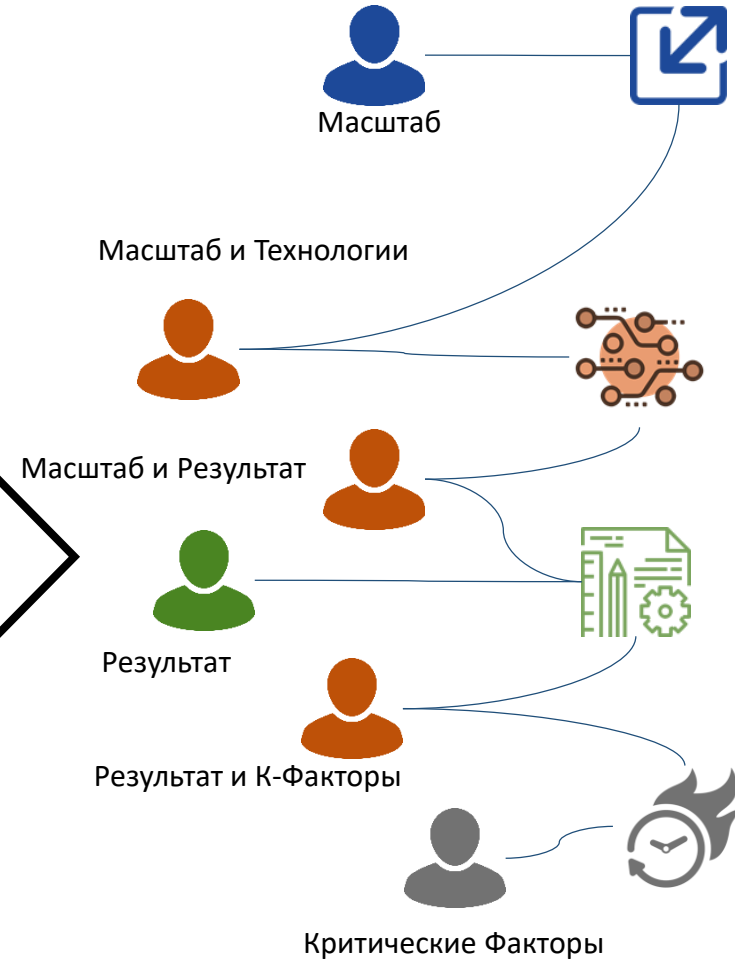 Масштаб
Масштаб и Технологии
Масштаб и Результат
Результат
Результат и К-Факторы
Критические Факторы